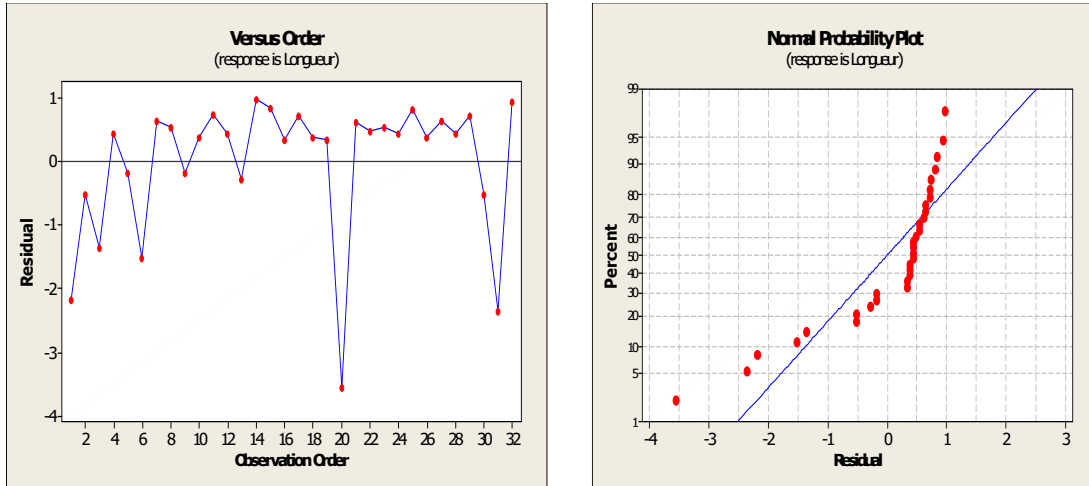 Versus Order
(response is Longueur)
Residual
1
0
-1
-2
-3
-4
2 4 6 8 10 12 14 16 18 20 22 24 26 28 30 32
Observation Order
Normal Probability Plot
(response is Longueur)
Percent
99
95
90
80
70
60
50
40
30
20
10
5
1
-4 -3 -2 -1 0 1 2 3
Residual